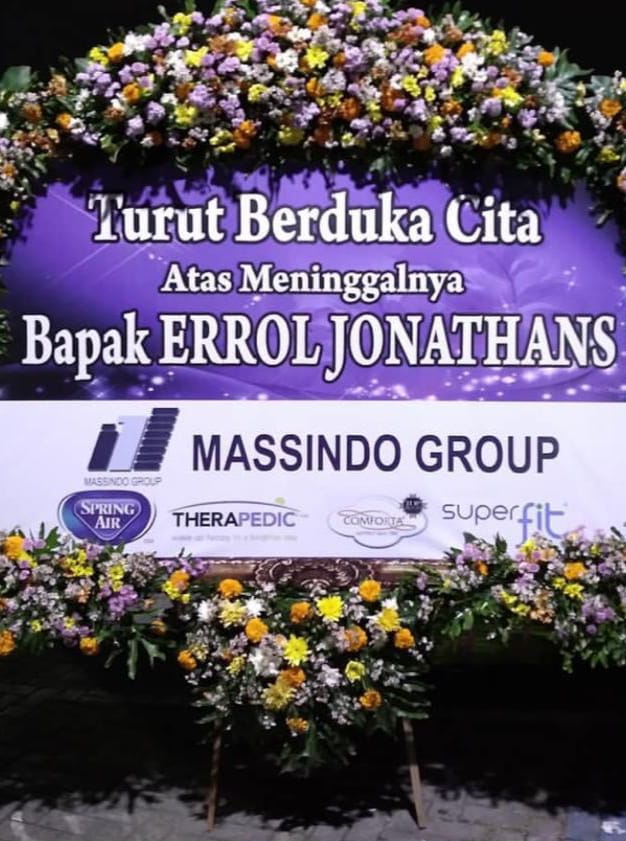 Turut Berduka Cita
Atas Meninggalnya
Bapak ERROL JONATHANS
MASSINDO GROUP
MASSINDO GROUP
SPRING AIR
THERAPEDIC
COMFORTA
superfit